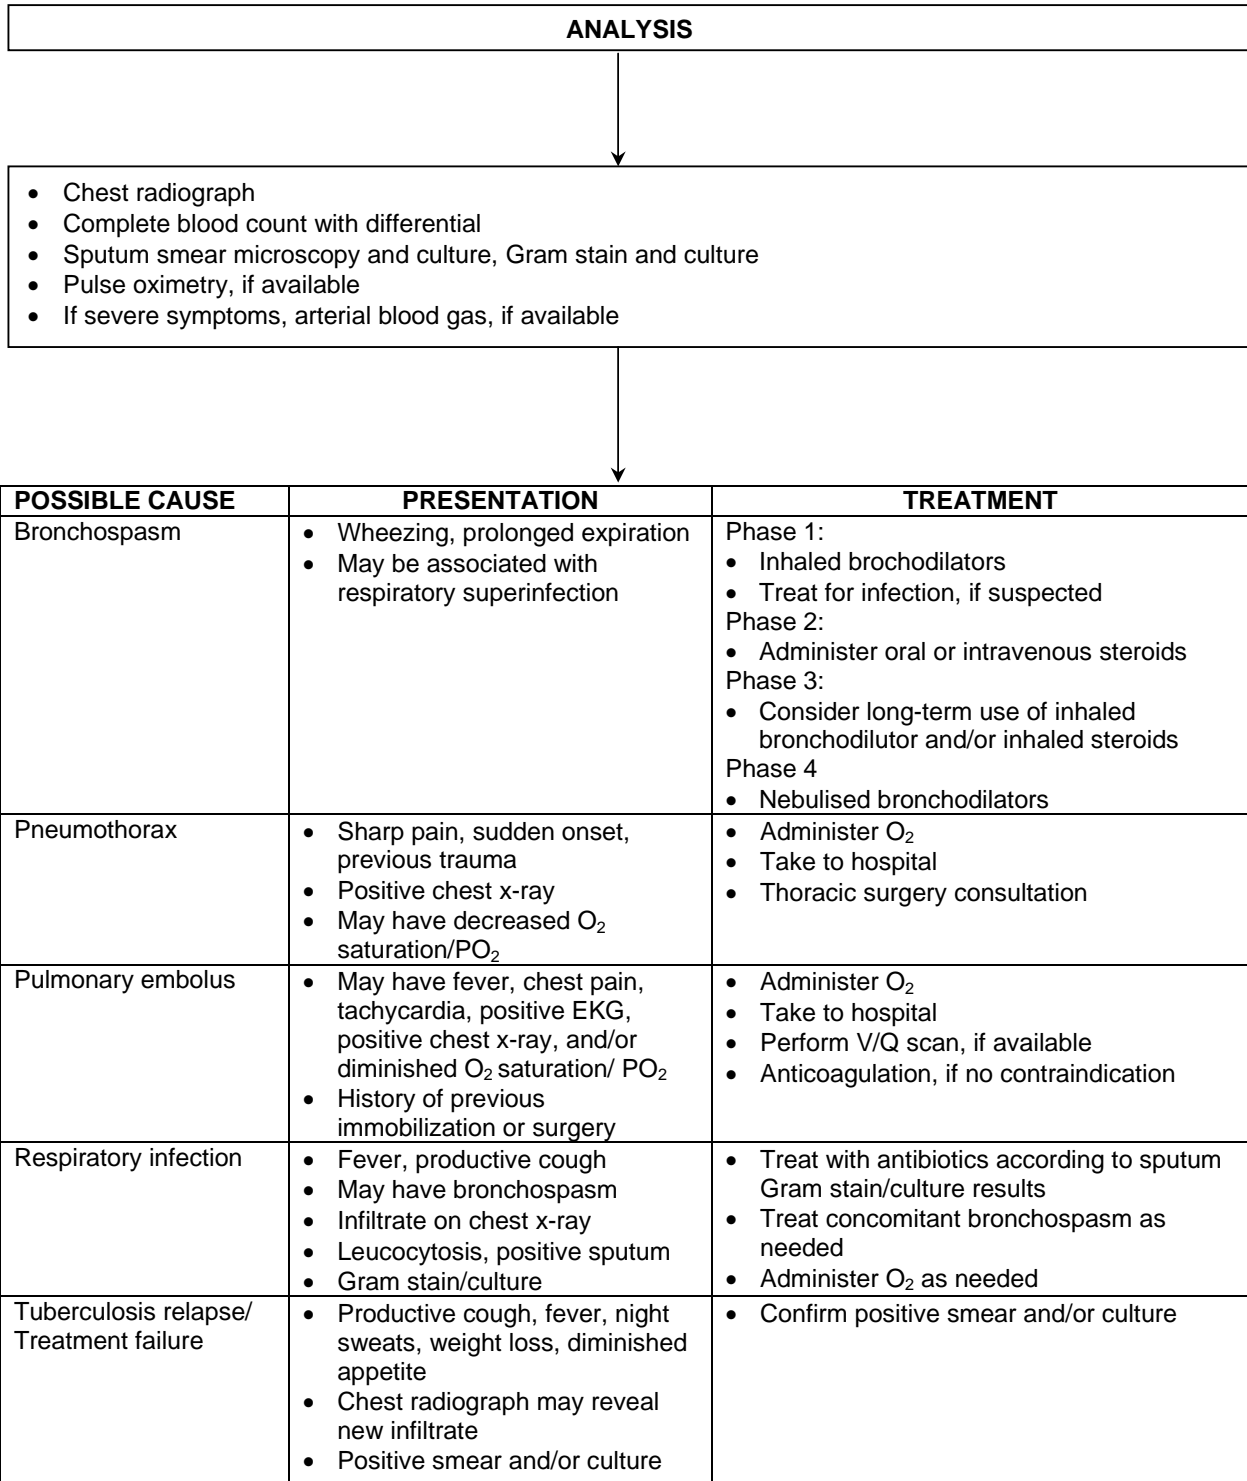 ANALYSIS
• Chest radiograph
• Complete blood count with differential
• Sputum smear microscopy and culture, Gram stain and culture
• Pulse oximetry, if available
• If severe symptoms, arterial blood gas, if available
POSSIBLE CAUSE
PRESENTATION
TREATMENT
Bronchospasm
• Wheezing, prolonged expiration
• May be associated with
respiratory superinfection
Phase 1:
• Inhaled brochodilators
• Treat for infection, if suspected
Phase 2:
• Administer oral or intravenous steroids
Phase 3:
• Consider long-term use of inhaled
bronchodilutor and/or inhaled steroids
Phase 4
• Nebulised bronchodilators
Pneumothorax
• Sharp pain, sudden onset,
previous trauma
• Positive chest x-ray
• May have decreased O₂
saturation/PO₂
• Administer O₂
• Take to hospital
• Thoracic surgery consultation
Pulmonary embolus
• May have fever, chest pain,
tachycardia, positive EKG,
positive chest x-ray, and/or
diminished O₂ saturation/ PO₂
• History of previous
immobilization or surgery
• Administer O₂
• Take to hospital
• Perform V/Q scan, if available
• Anticoagulation, if no contraindication
Respiratory infection
• Fever, productive cough
• May have bronchospasm
• Infiltrate on chest x-ray
• Leucocytosis, positive sputum
• Gram stain/culture
• Treat with antibiotics according to sputum
Gram stain/culture results
• Treat concomitant bronchospasm as
needed
• Administer O₂ as needed
Tuberculosis relapse/
Treatment failure
• Productive cough, fever, night
sweats, weight loss, diminished
appetite
• Chest radiograph may reveal
new infiltrate
• Positive smear and/or culture
• Confirm positive smear and/or culture